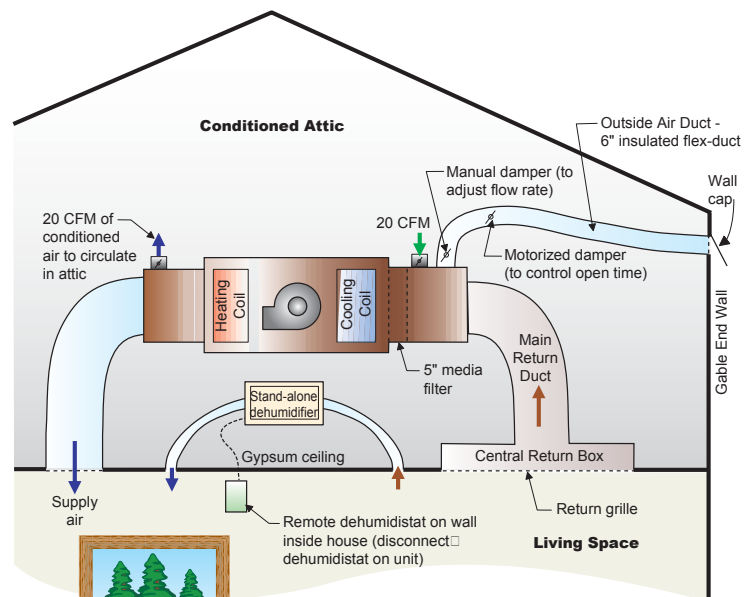 Conditioned Attic
Outside Air Duct -
6" insulated flex-duct
Manual damper (to
adjust flow rate)
Wall
cap
20 CFM of
conditioned
air to circulate
in attic
20 CFM
Motorized damper
(to control open time)
Heating
Coil
Cooling
Coil
Gable End Wall
5" media
filter
Main
Return
Duct
Stand-alone
dehumidifier
Gypsum ceiling
Central Return Box
Supply
air
Return grille
Remote dehumidistat on wall
inside house (disconnect□
dehumidistat on unit)
Living Space